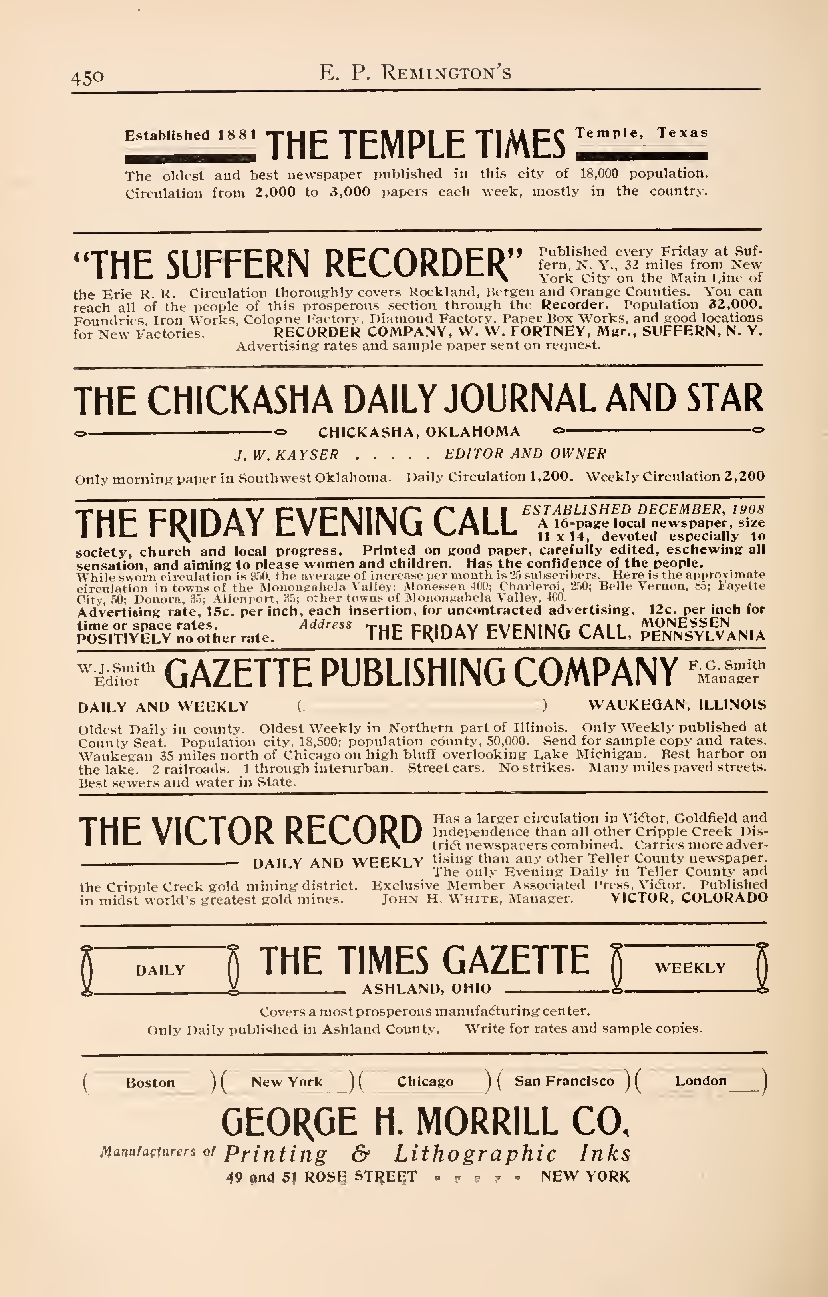 450
E. P. Remington's
Established 1881 THE TEMPLE TIMES Temple, Texas
The oldest and best newspaper published in this city of 18,000 population.
Circulation from 2,000 to 3,000 papers each week, mostly in the country.
"THE SUFFERN RECORDER" Published every Friday at Suf-
fern, N. Y., 32 miles from New
York City on the Main Line of
the Erie R. R. Circulation thoroughly covers Rockland, Bergen and Orange Counties. You can
reach all of the people of this prosperous section through the Recorder. Population 32,000.
Foundries, Iron Works, Cologne Factory, Diamond Factory, Paper Box Works, and good locations
for New Factories. RECORDER COMPANY, W. W. FORTNEY, Mgr., SUFFERN, N. Y.
Advertising rates and sample paper sent on request.
THE CHICKASHA DAILY JOURNAL AND STAR
CHICKASHA, OKLAHOMA
J. W. KAYSER . . . . . EDITOR AND OWNER
Only morning paper in Southwest Oklahoma. Daily Circulation 1,200. Weekly Circulation 2,200
THE FRIDAY EVENING CALL ESTABLISHED DECEMBER, 1908
A 16-page local newspaper, size
11 x 14, devoted especially to
society, church and local progress. Printed on good paper, carefully edited, eschewing all
sensation, and aiming to please women and children. Has the confidence of the people.
While sworn circulation is 950, the average of increase per month is 25 subscribers. Here is the approximate
circulation in towns of the Monongahela Valley: Monessen 400; Charleroi, 250; Belle Vernon, 85; Fayette
City, 50; Donora, 35; Allenport, 35; other towns of Monongahela Valley, 400.
Advertising rate, 15c. per inch, each insertion, for uncontracted advertising, 12c. per inch for
time or space rates. Address THE FRIDAY EVENING CALL, MONESSEN
POSITIVELY no other rate. PENNSYLVANIA
W. J. Smith GAZETTE PUBLISHING COMPANY F. G. Smith
Editor Manager
DAILY AND WEEKLY ( ) WAUKEGAN, ILLINOIS
Oldest Daily in county. Oldest Weekly in Northern part of Illinois. Only Weekly published at
County Seat. Population city, 18,500; population county, 50,000. Send for sample copy and rates.
Waukegan 35 miles north of Chicago on high bluff overlooking Lake Michigan. Best harbor on
the lake. 2 railroads. 1 through interurban. Street cars. No strikes. Many miles paved streets.
Best sewers and water in State.
THE VICTOR RECORD Has a larger circulation in Victor, Goldfield and
Independence than all other Cripple Creek Dis-
trict newspapers combined. Carries more adver-
DAILY AND WEEKLY tising than any other Teller County newspaper.
The only Evening Daily in Teller County and
the Cripple Creek gold mining district. Exclusive Member Associated Press, Victor. Published
in midst world's greatest gold mines. John H. White, Manager. VICTOR, COLORADO
DAILY THE TIMES GAZETTE WEEKLY
ASHLAND, OHIO
Covers a most prosperous manufacturing center.
Only Daily published in Ashland County. Write for rates and sample copies.
( Boston )( New York )( Chicago )( San Francisco )( London )
GEORGE H. MORRILL CO.
Manufacturers of Printing & Lithographic Inks
49 and 51 ROSE STREET NEW YORK